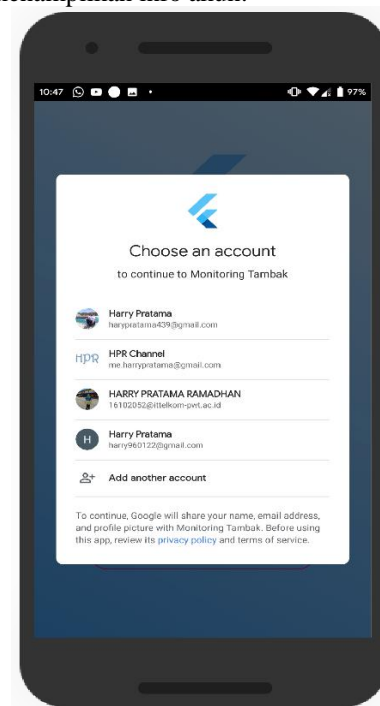 10:47
97%
Choose an account
to continue to Monitoring Tambak
Harry Pratama
harypratama439@gmail.com
HPR
HPR Channel
me.harrypratama@gmail.com
HARRY PRATAMA RAMADHAN
16102052@ittelkom-pwt.ac.id
H
Harry Pratama
harry960122@gmail.com
Add another account
To continue, Google will share your name, email address,
and profile picture with Monitoring Tambak. Before using
this app, review its privacy policy and terms of service.